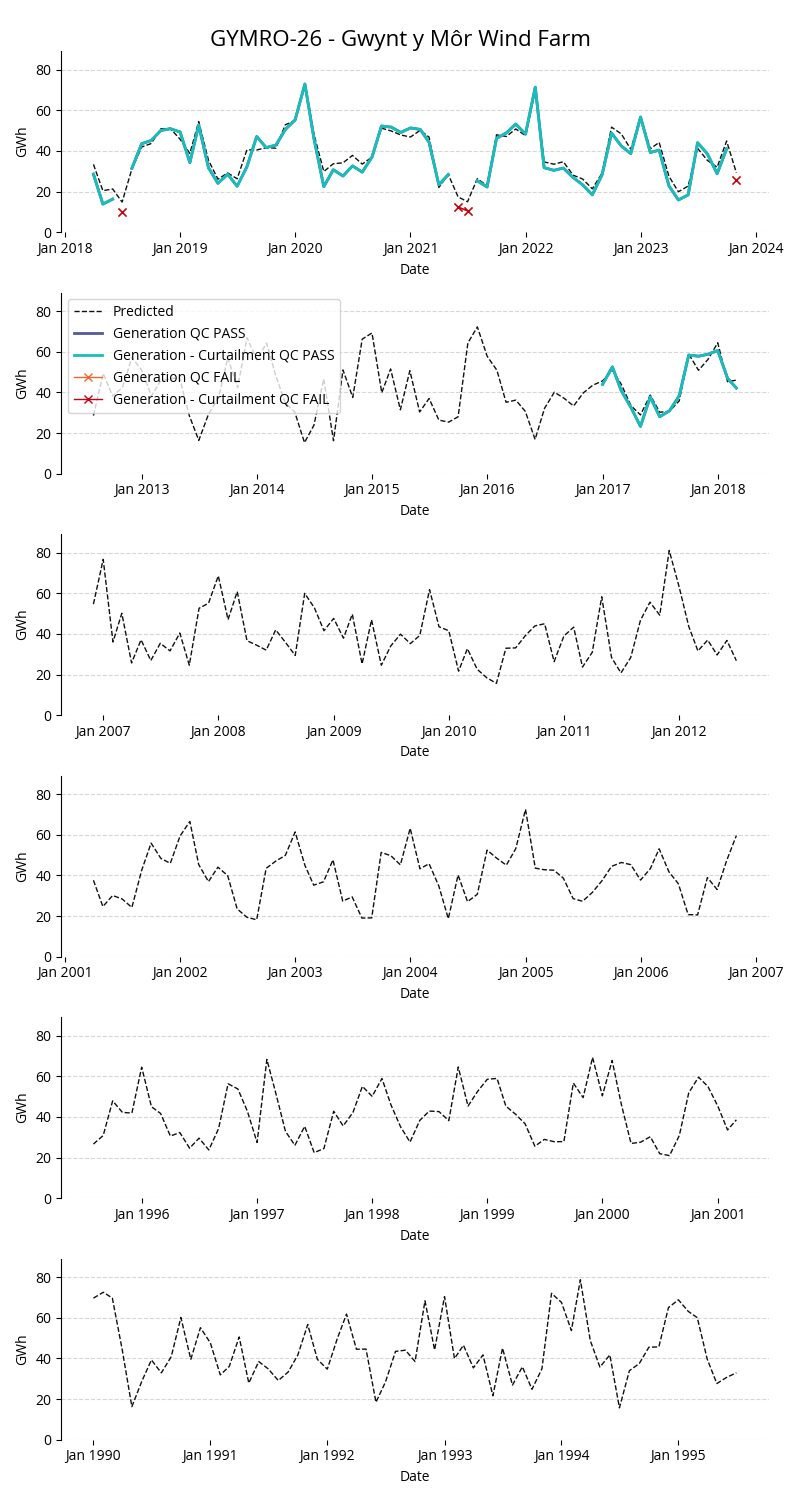 GYMRO-26 - Gwynt y Môr Wind Farm
80
60
40
20
0
GWh
Jan 2018 Jan 2019 Jan 2020 Jan 2021 Jan 2022 Jan 2023 Jan 2024
Date
Predicted
Generation QC PASS
Generation - Curtailment QC PASS
Generation QC FAIL
Generation - Curtailment QC FAIL
80
60
40
20
0
GWh
Jan 2013 Jan 2014 Jan 2015 Jan 2016 Jan 2017 Jan 2018
Date
80
60
40
20
0
GWh
Jan 2007 Jan 2008 Jan 2009 Jan 2010 Jan 2011 Jan 2012
Date
80
60
40
20
0
GWh
Jan 2001 Jan 2002 Jan 2003 Jan 2004 Jan 2005 Jan 2006 Jan 2007
Date
80
60
40
20
0
GWh
Jan 1996 Jan 1997 Jan 1998 Jan 1999 Jan 2000 Jan 2001
Date
80
60
40
20
0
GWh
Jan 1990 Jan 1991 Jan 1992 Jan 1993 Jan 1994 Jan 1995
Date